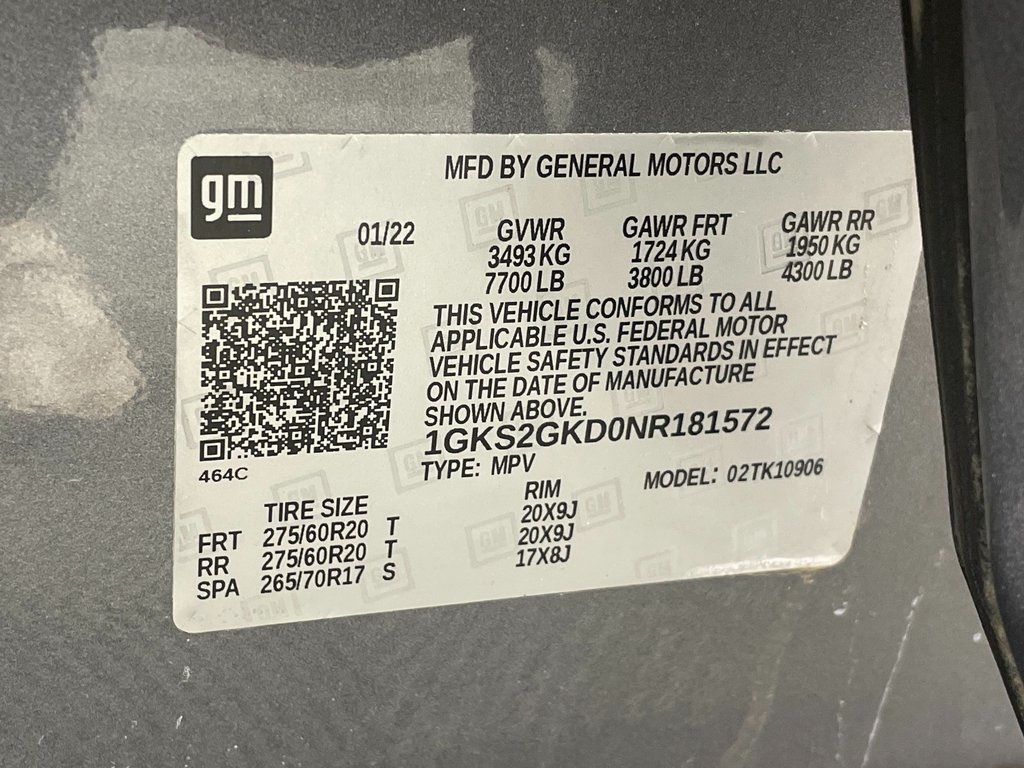 gm
MFD BY GENERAL MOTORS LLC
01/22
GVWR GAWR FRT GAWR RR
3493 KG 1724 KG 1950 KG
7700 LB 3800 LB 4300 LB
THIS VEHICLE CONFORMS TO ALL
APPLICABLE U.S. FEDERAL MOTOR
VEHICLE SAFETY STANDARDS IN EFFECT
ON THE DATE OF MANUFACTURE
SHOWN ABOVE.
1GKS2GKD0NR181572
TYPE: MPV MODEL: 02TK10906
464C
TIRE SIZE RIM
FRT 275/60R20 T 20X9J
RR 275/60R20 T 20X9J
SPA 265/70R17 S 17X8J